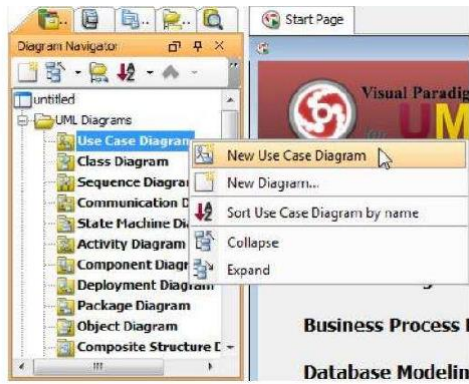 Start Page
Diagram Navigator
untitled
UML Diagrams
Use Case Diagram
Class Diagram
Sequence Diagra
Communication D
State Machine Di
Activity Diagram
Component Diagr
Deployment Diagram
Package Diagram
Object Diagram
Composite Structure D
New Use Case Diagram
New Diagram...
Sort Use Case Diagram by name
Collapse
Expand
Visual Paradig
UM
Business Process
Database Modelin